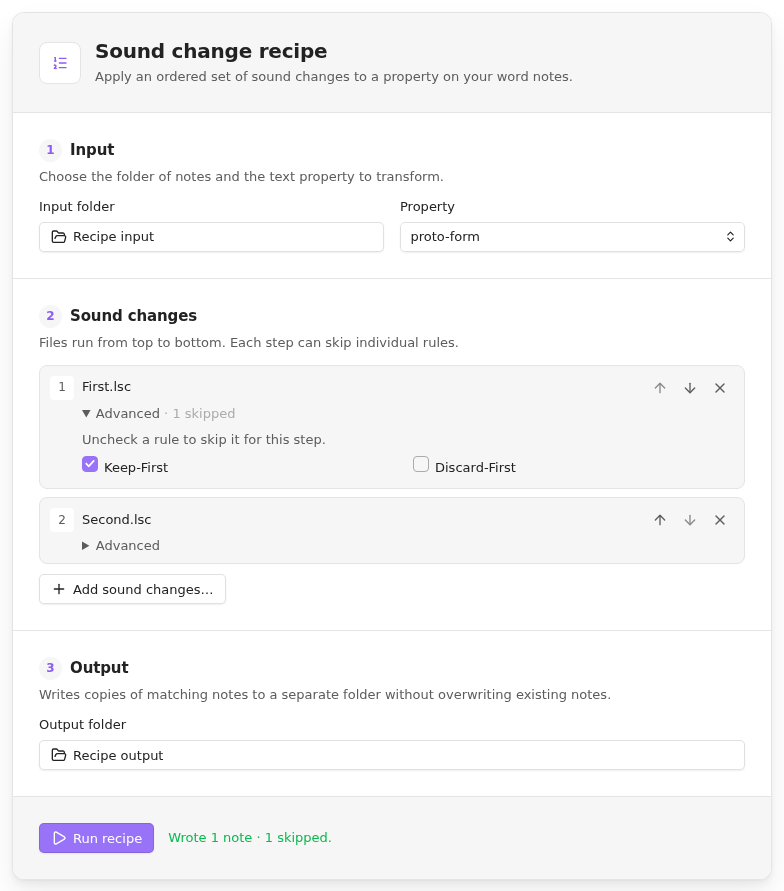 Sound change recipe
Apply an ordered set of sound changes to a property on your word notes.
1 Input
Choose the folder of notes and the text property to transform.
Input folder
Property
Recipe input
proto-form
2 Sound changes
Files run from top to bottom. Each step can skip individual rules.
1 First.lsc
Advanced · 1 skipped
Uncheck a rule to skip it for this step.
Keep-First
Discard-First
2 Second.lsc
Advanced
Add sound changes…
3 Output
Writes copies of matching notes to a separate folder without overwriting existing notes.
Output folder
Recipe output
Run recipe
Wrote 1 note · 1 skipped.